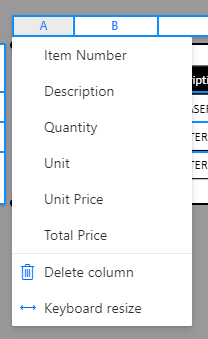 A B
Item Number
Description
Quantity
Unit
Unit Price
Total Price
Delete column
Keyboard resize